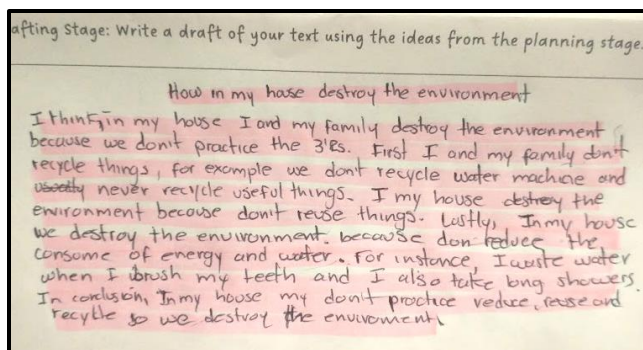 afting Stage: Write a draft of your text using the ideas from the planning stage.
How in my house destroy the environment
I think, in my house I and my family destroy the environment
because we don't practice the 3'Rs. First I and my family don't
recycle things, for example we don't recycle water machine and
never recycle useful things. I my house destroy the
environment becouse don't reuse things. Lastly, In my house
we destroy the environment. because don reduce the,
consome of energy and water. For instance, I waste water
when I brush my teeth and I also take long showers.
In conclusion, In my house my don't practice reduce, reuse and
recycle so we destroy the enviroment.